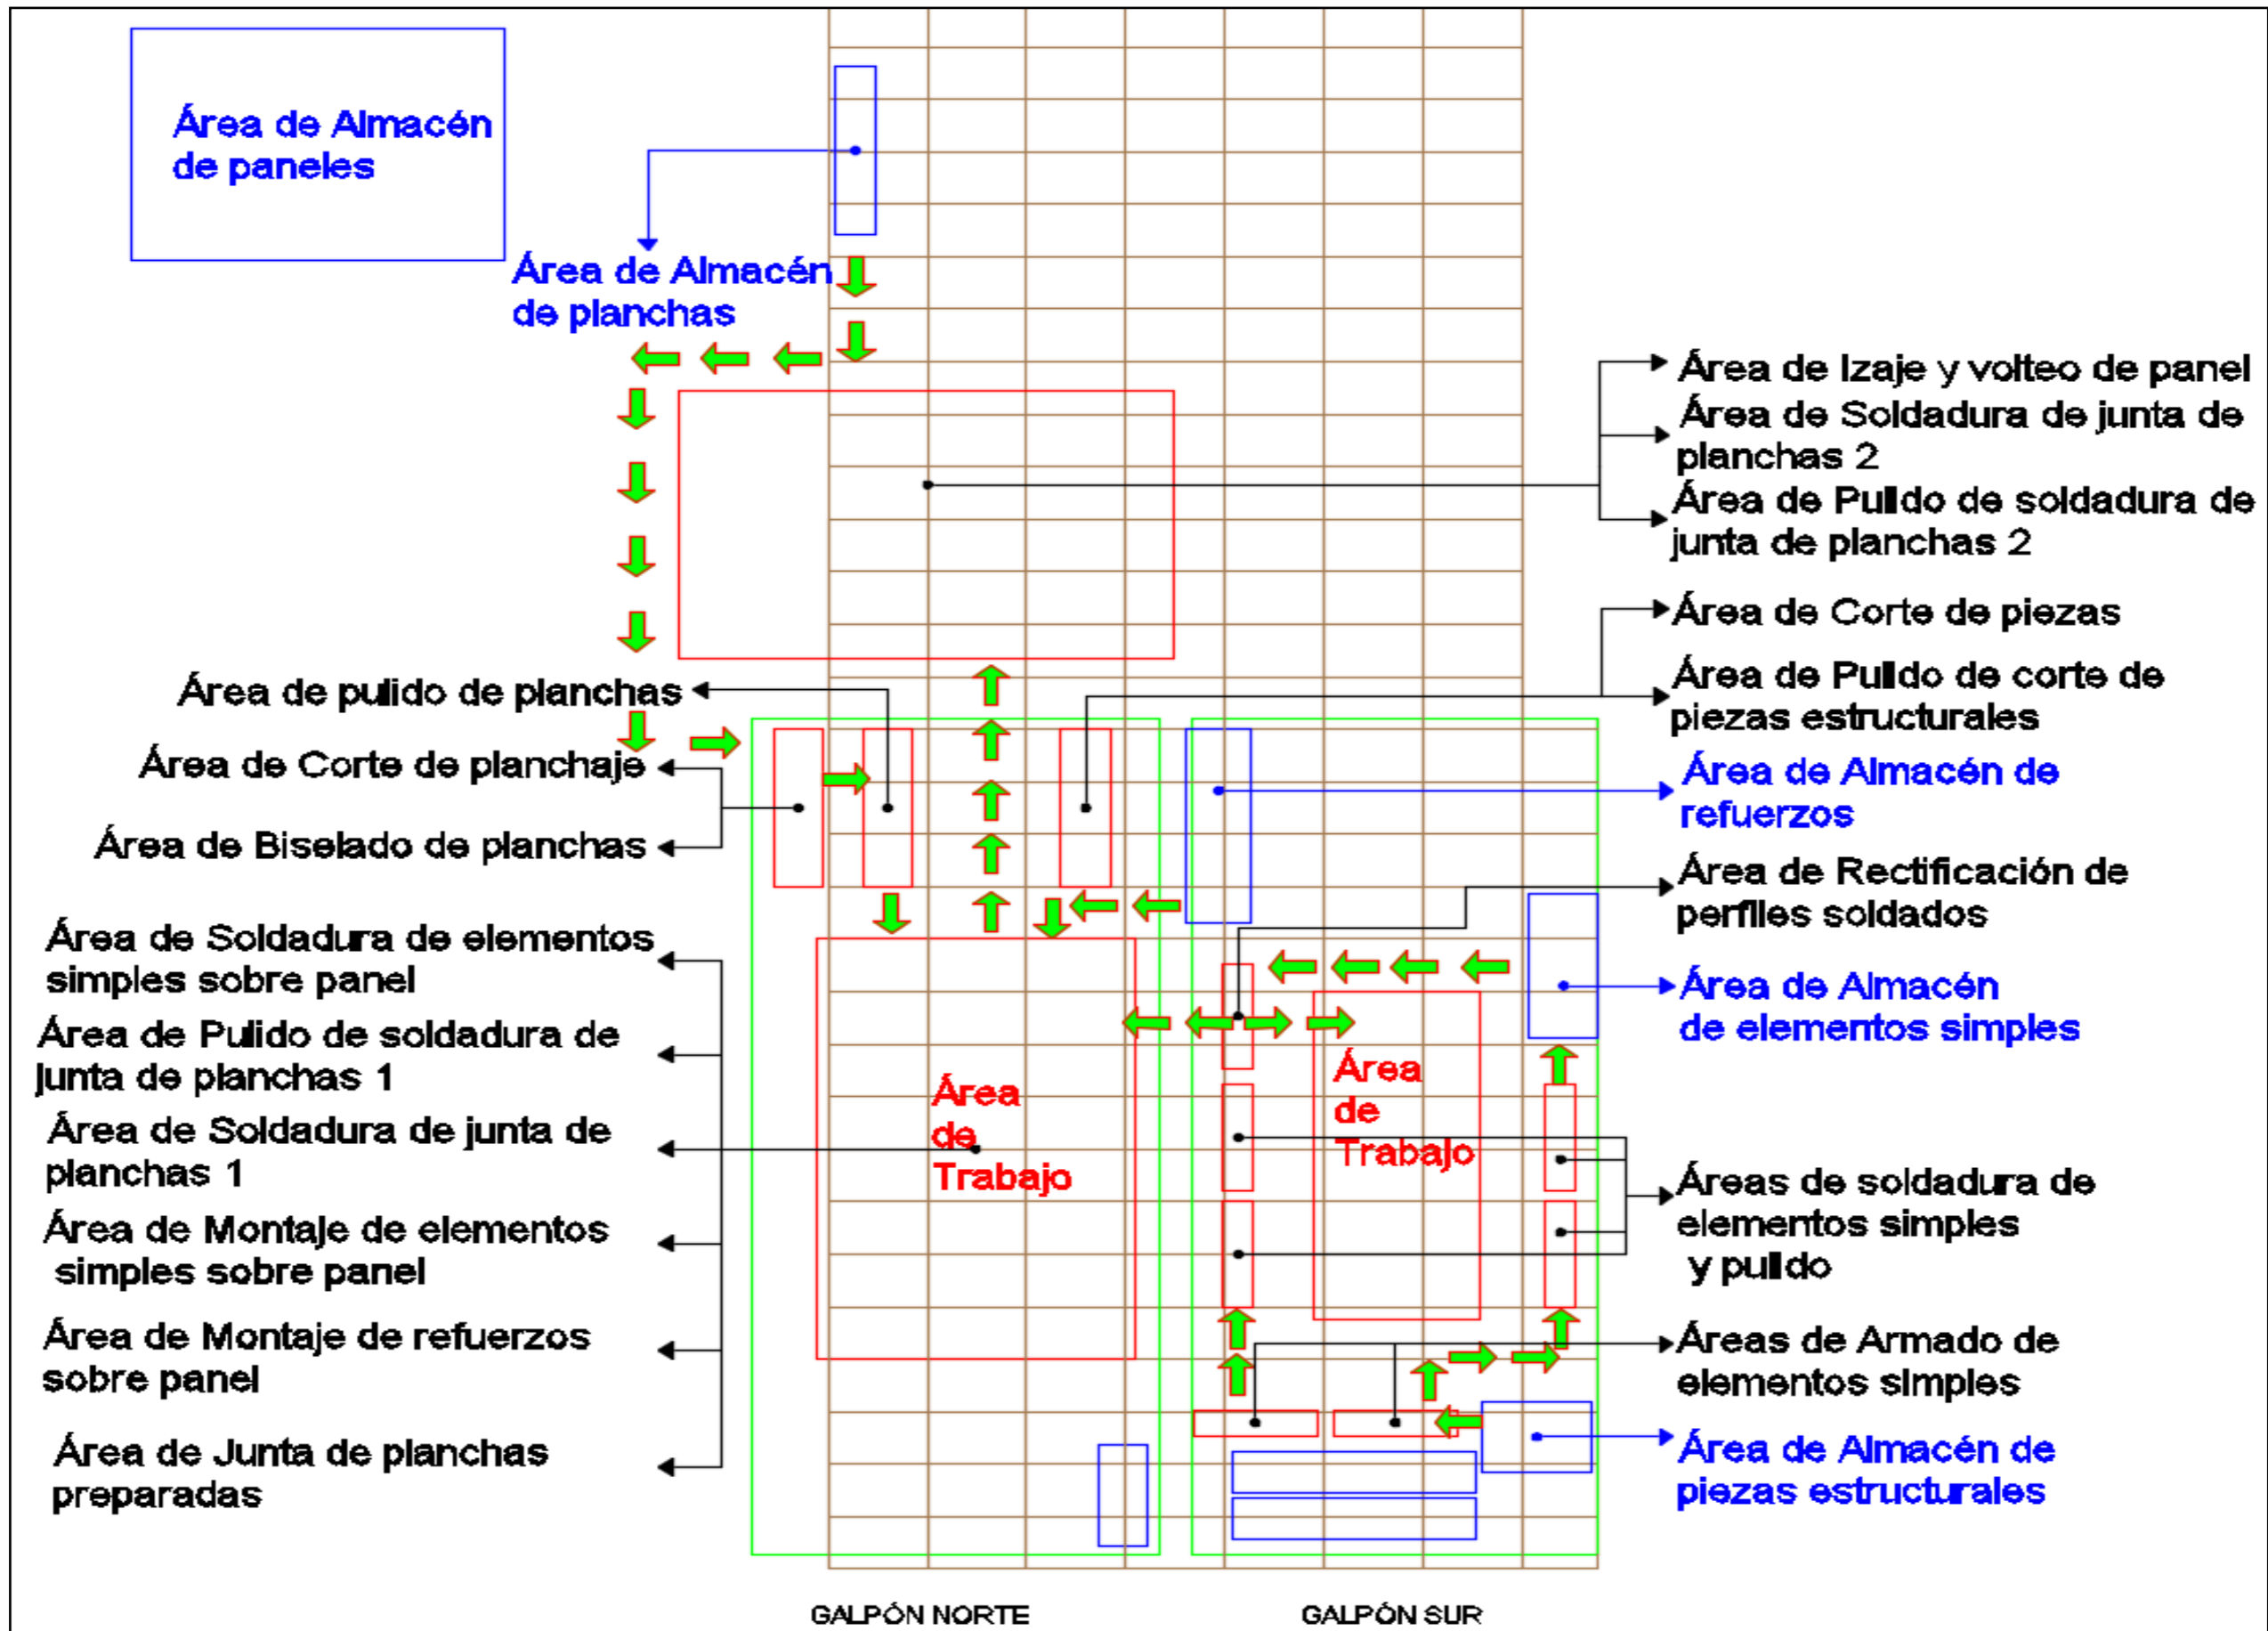 Área de Almacén
de paneles
Área de Almacén
de planchas
Área de Izaje y volteo de panel
Área de Soldadura de junta de
planchas 2
Área de Pulido de soldadura de
junta de planchas 2
Área de Corte de piezas
Área de Pulido de corte de
piezas estructurales
Área de pulido de planchas
Área de Corte de planchaje
Área de Biselado de planchas
Área de Almacén de
refuerzos
Área de Rectificación de
perfiles soldados
Área de Soldadura de elementos
simples sobre panel
Área de Pulido de soldadura de
junta de planchas 1
Área de Soldadura de junta de
planchas 1
Área de Montaje de elementos
simples sobre panel
Área de Montaje de refuerzos
sobre panel
Área de Junta de planchas
preparadas
Área
de
Trabajo
Área
de
Trabajo
Área de Almacén
de elementos simples
Áreas de soldadura de
elementos simples
y pulido
Áreas de Armado de
elementos simples
Área de Almacén de
piezas estructurales
GALPÓN NORTE
GALPÓN SUR